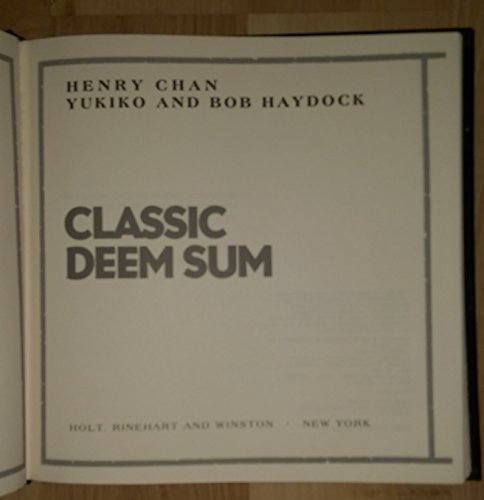 HENRY CHAN
YUKIKO AND BOB HAYDOCK
CLASSIC
DEEM SUM
HOLT, RINEHART AND WINSTON · NEW YORK